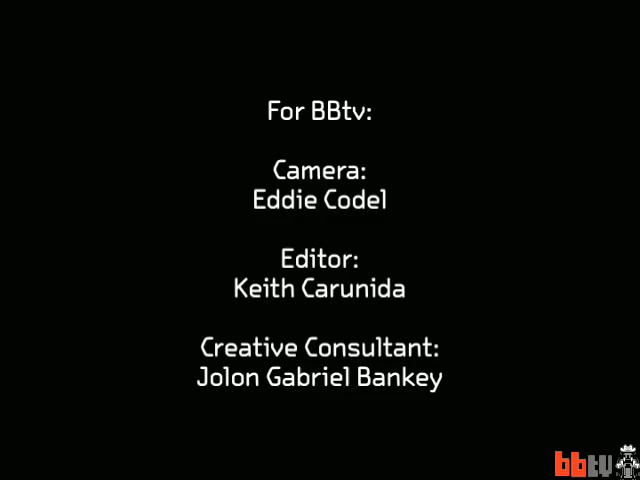 For BBtv:
Camera:
Eddie Codel
Editor:
Keith Carunida
Creative Consultant:
Jolon Gabriel Bankey
bbtv